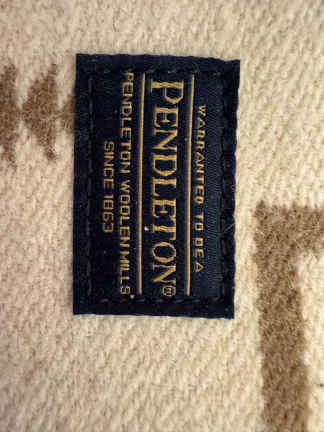 WARRANTED TO BE A
PENDLETON®
PENDLETON WOOLEN MILLS
SINCE 1863